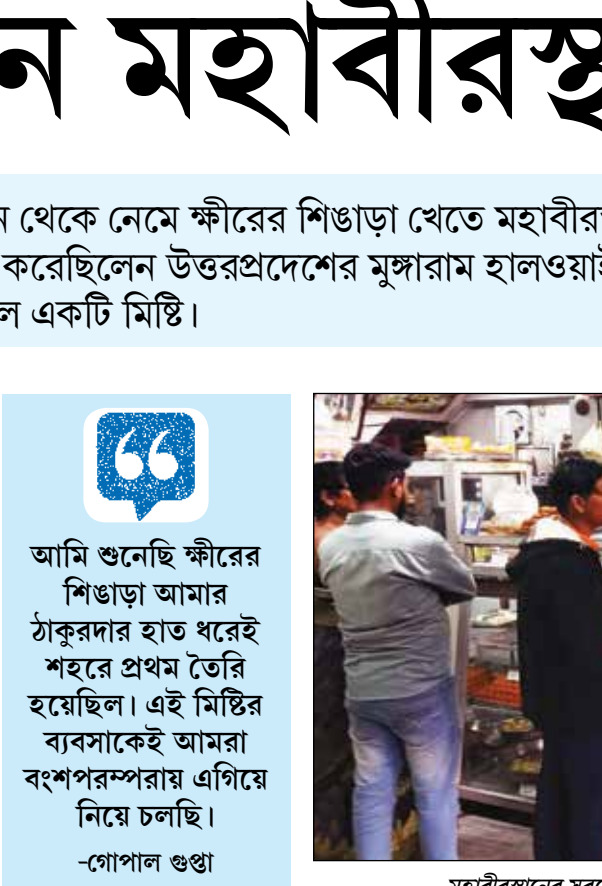 ন মহাবীরস্থ
থেকে নেমে ক্ষীরের শিঙাড়া খেতে মহাবীর
করেছিলেন উত্তরপ্রদেশের মুঙ্গারাম হালওয়াই
ল একটি মিষ্টি।
আমি শুনেছি ক্ষীরের
শিঙাড়া আমার
ঠাকুরদার হাত ধরেই
শহরে প্রথম তৈরি
হয়েছিল। এই মিষ্টির
ব্যবসাকেই আমরা
বংশপরম্পরায় এগিয়ে
নিয়ে চলছি।
-গোপাল গুপ্তা